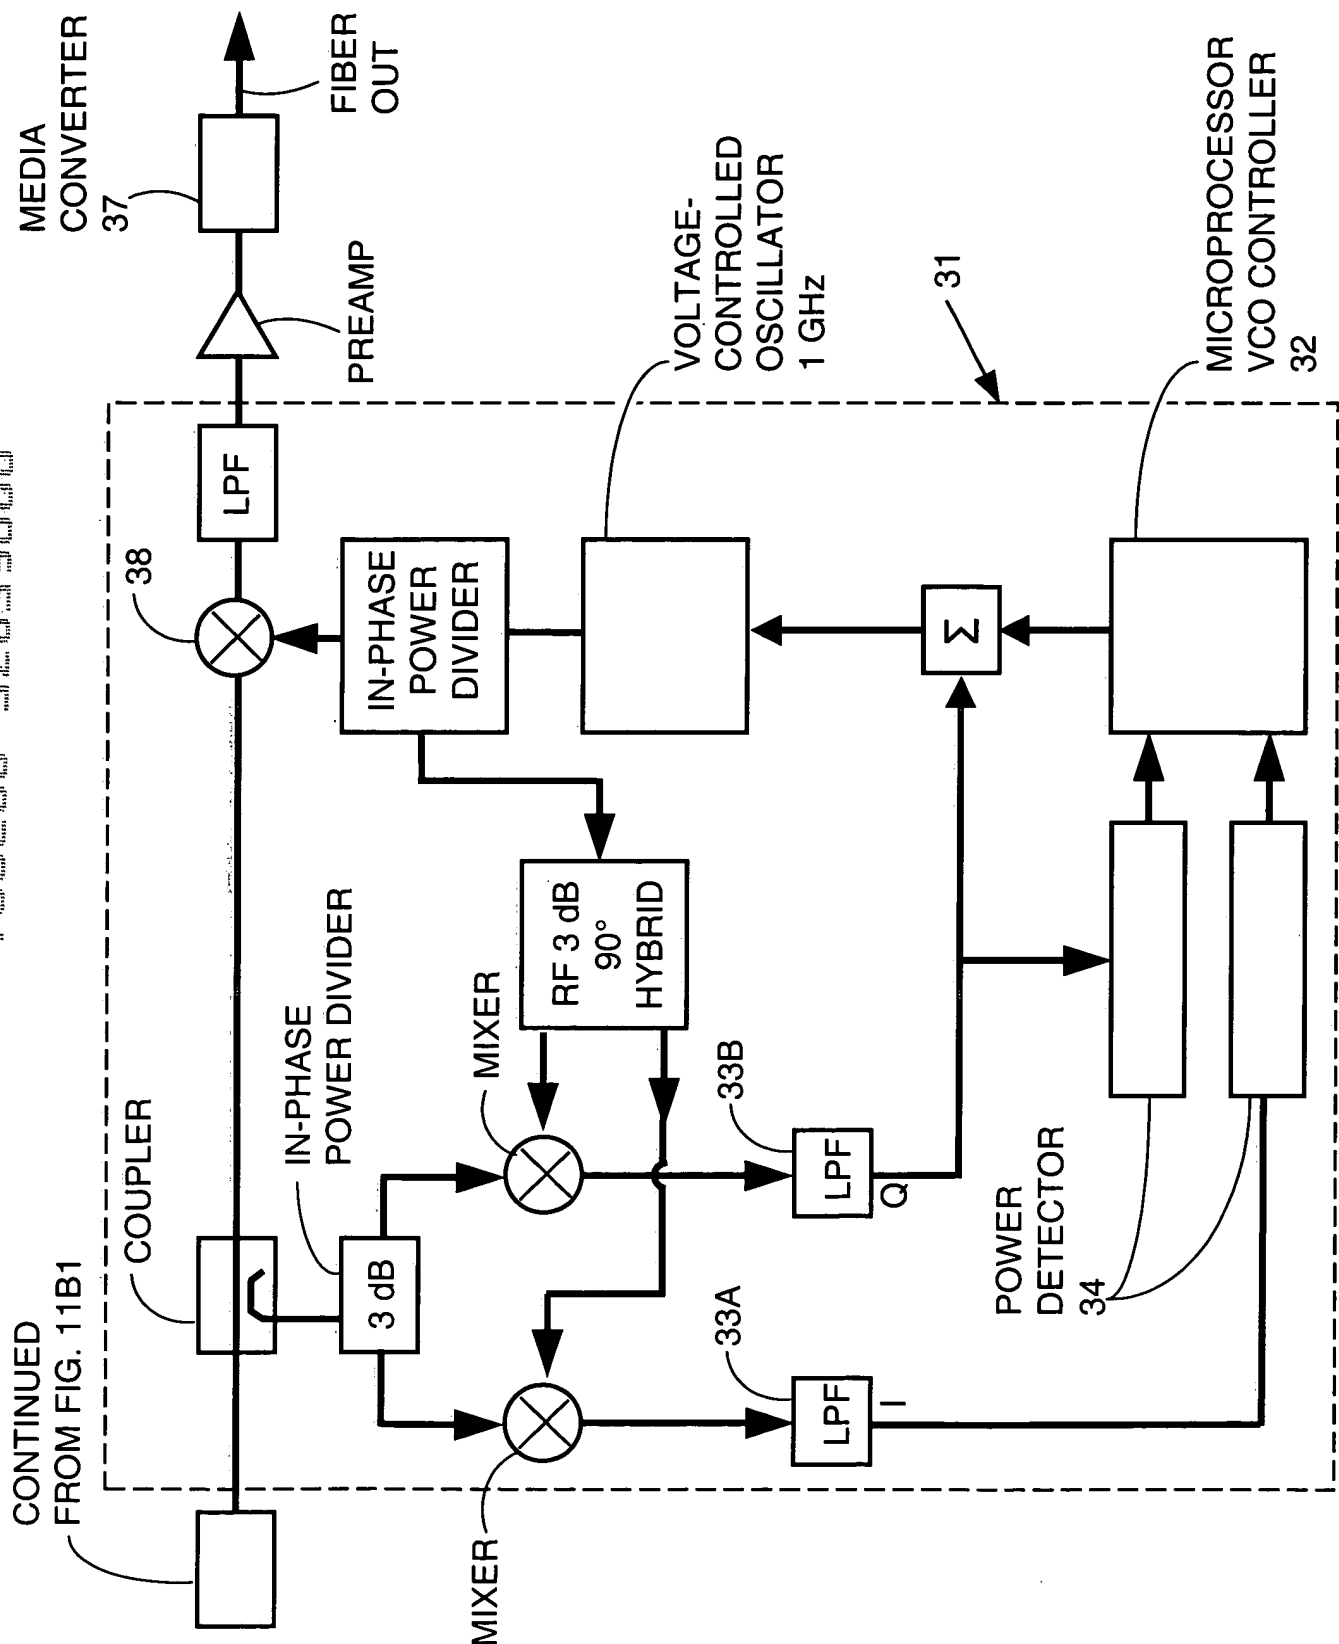 CONTINUED
FROM FIG. 11B1
COUPLER
38
LPF
PREAMP
MEDIA
CONVERTER
37
FIBER
OUT
IN-PHASE
POWER DIVIDER
3 dB
IN-PHASE
POWER
DIVIDER
MIXER
MIXER
RF 3 dB
90°
HYBRID
VOLTAGE-
CONTROLLED
OSCILLATOR
1 GHz
33A
LPF
I
33B
LPF
Q
31
Σ
POWER
DETECTOR
34
MICROPROCESSOR
VCO CONTROLLER
32